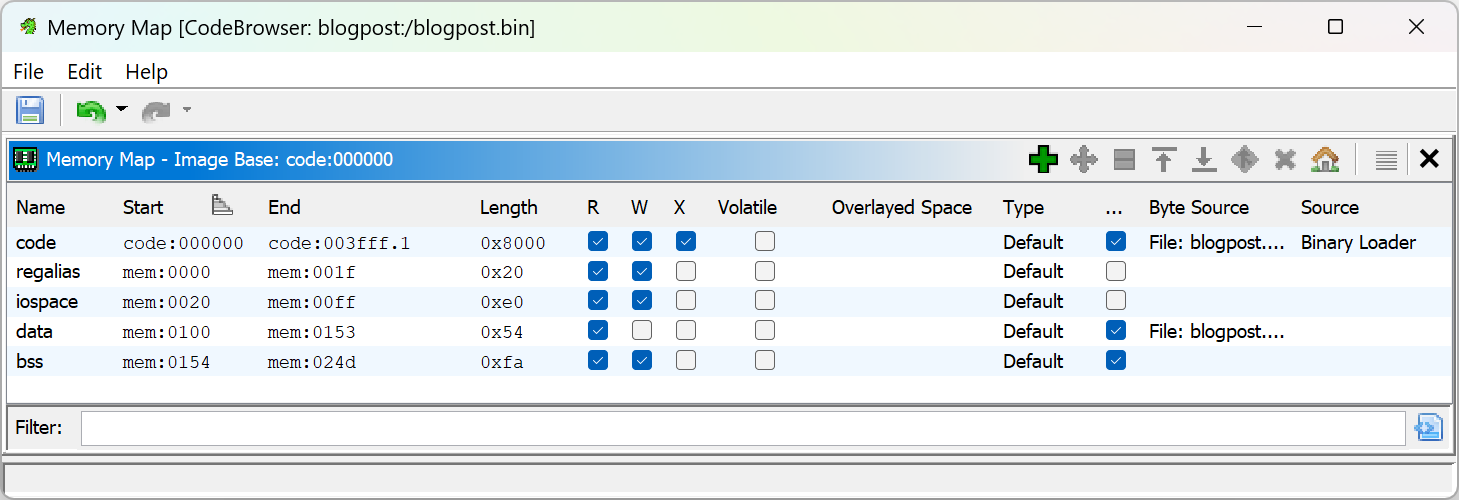 Memory Map [CodeBrowser: blogpost:/blogpost.bin]
File Edit Help
Memory Map - Image Base: code:000000
Name Start End Length R W X Volatile Overlayed Space Type ... Byte Source Source
code code:000000 code:003fff.1 0x8000 Default File: blogpost.... Binary Loader
regalias mem:0000 mem:001f 0x20 Default
iospace mem:0020 mem:00ff 0xe0 Default
data mem:0100 mem:0153 0x54 Default File: blogpost....
bss mem:0154 mem:024d 0xfa Default
Filter: